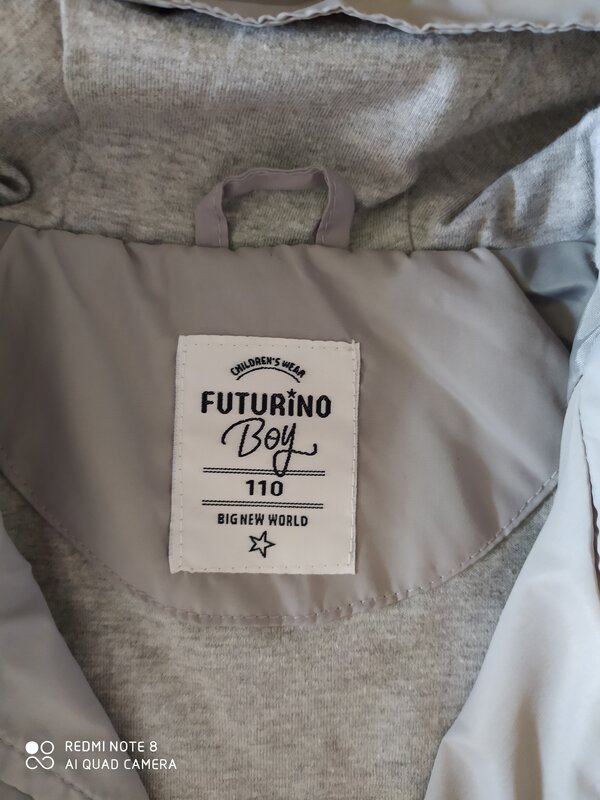 CHILDREN'S WEAR
FUTURiNO
Boy
110
BIG NEW WORLD
REDMI NOTE 8
AI QUAD CAMERA